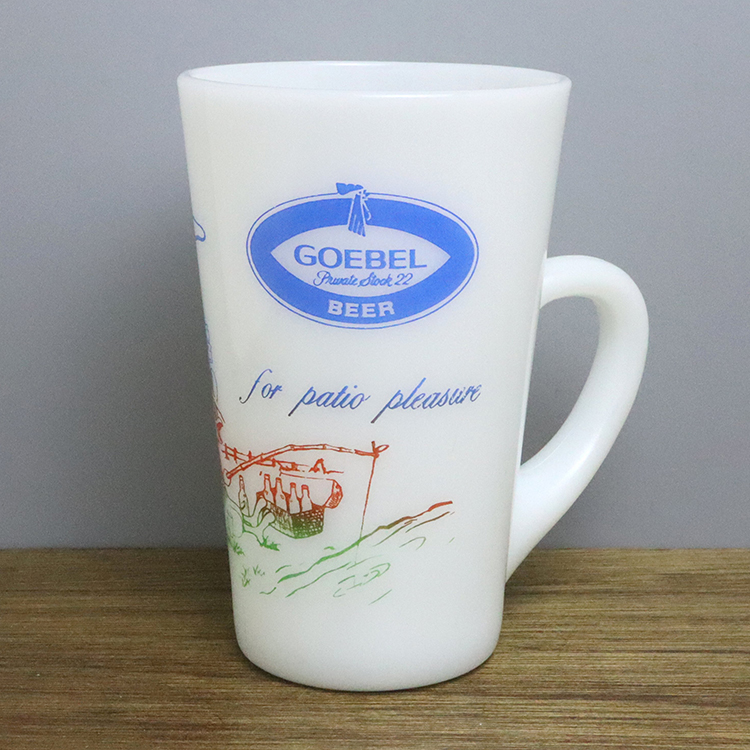 GOEBEL
Private Stock 22
BEER
for patio pleasure